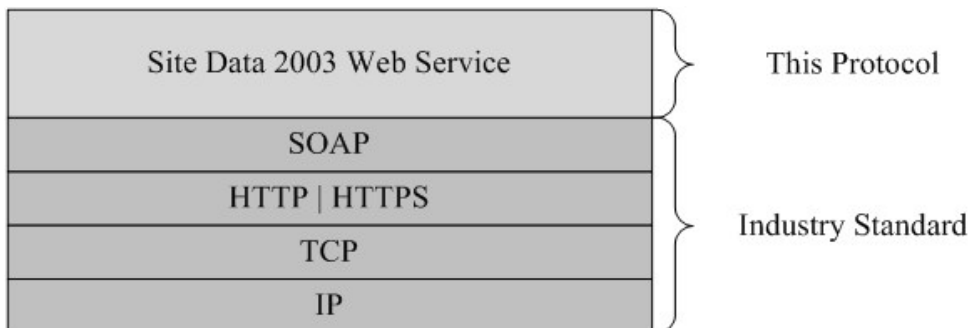 Site Data 2003 Web Service
This Protocol
SOAP
HTTP | HTTPS
TCP
IP
Industry Standard